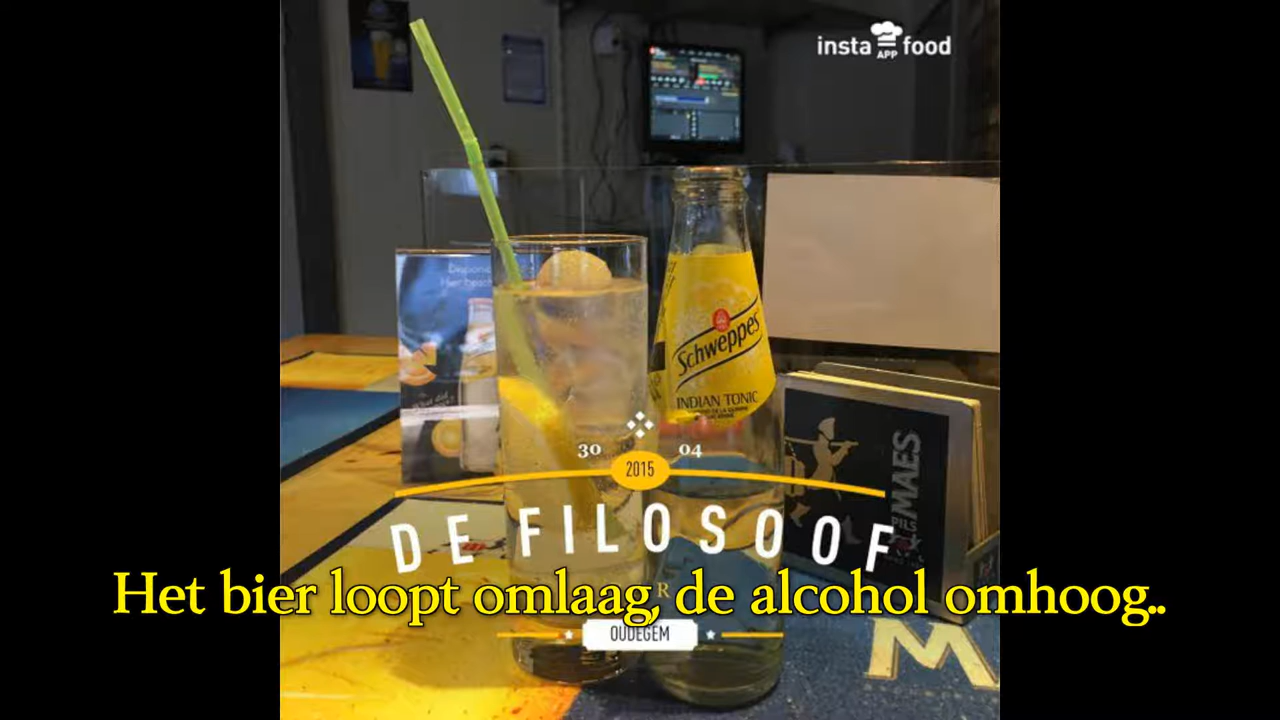 insta APP food
Schweppes
INDIAN TONIC
30 04
2015
DE FILOSOOF
Het bier loopt omlaag, de alcohol omhoog..
R
OUDEGEM
PILS
MAES
M